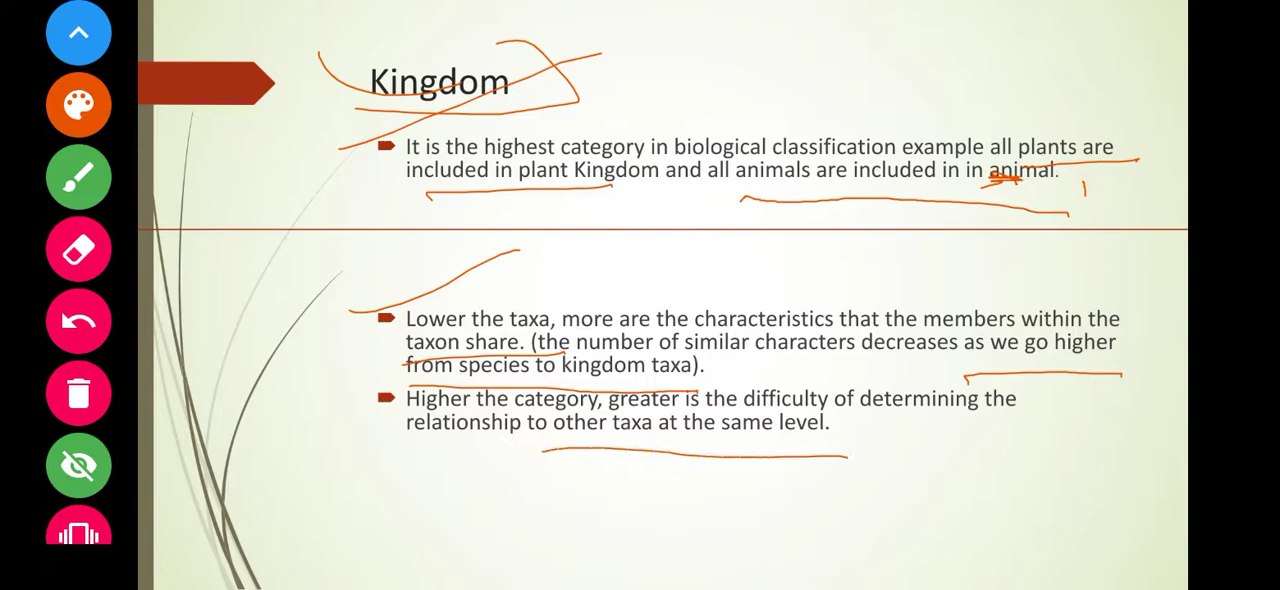 Kingdom
It is the highest category in biological classification example all plants are
included in plant Kingdom and all animals are included in in animal.
Lower the taxa, more are the characteristics that the members within the
taxon share. (the number of similar characters decreases as we go higher
from species to kingdom taxa).
Higher the category, greater is the difficulty of determining the
relationship to other taxa at the same level.